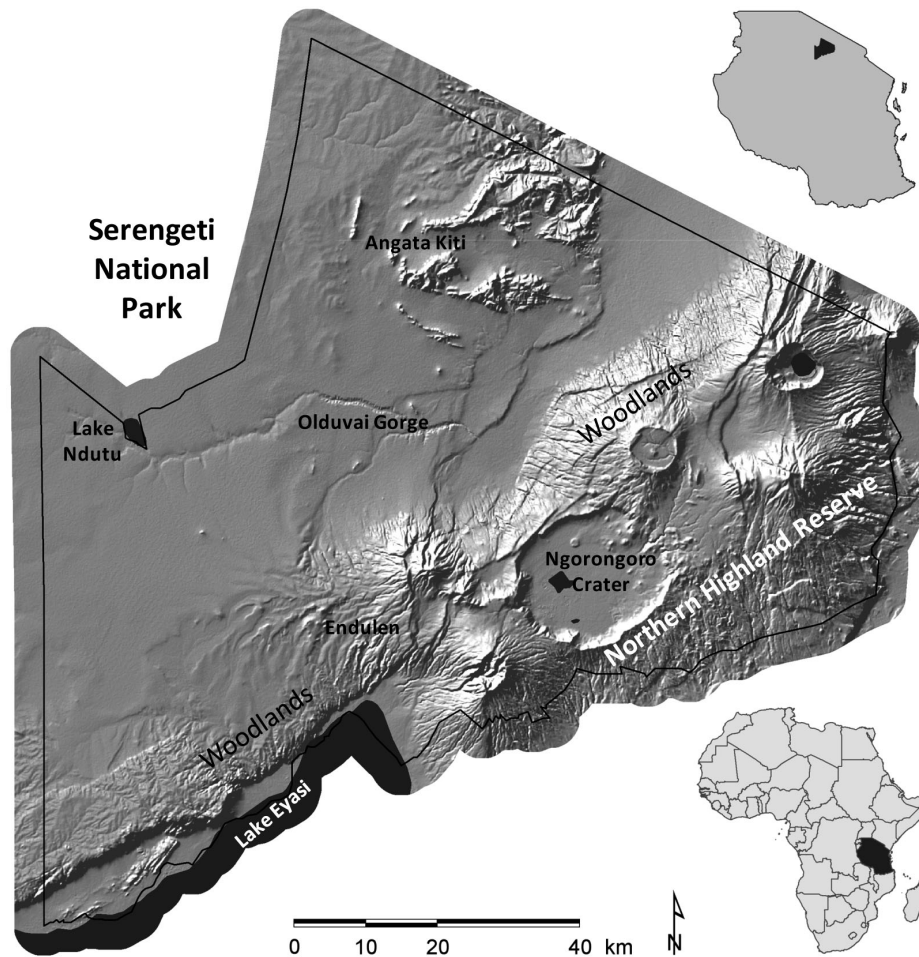 Serengeti
National
Park
Angata Kiti
Lake
Ndutu
Olduvai Gorge
Woodlands
Ngorongoro
Crater
Northern Highland Reserve
Endulen
Woodlands
Lake Eyasi
0 10 20 40 km
N